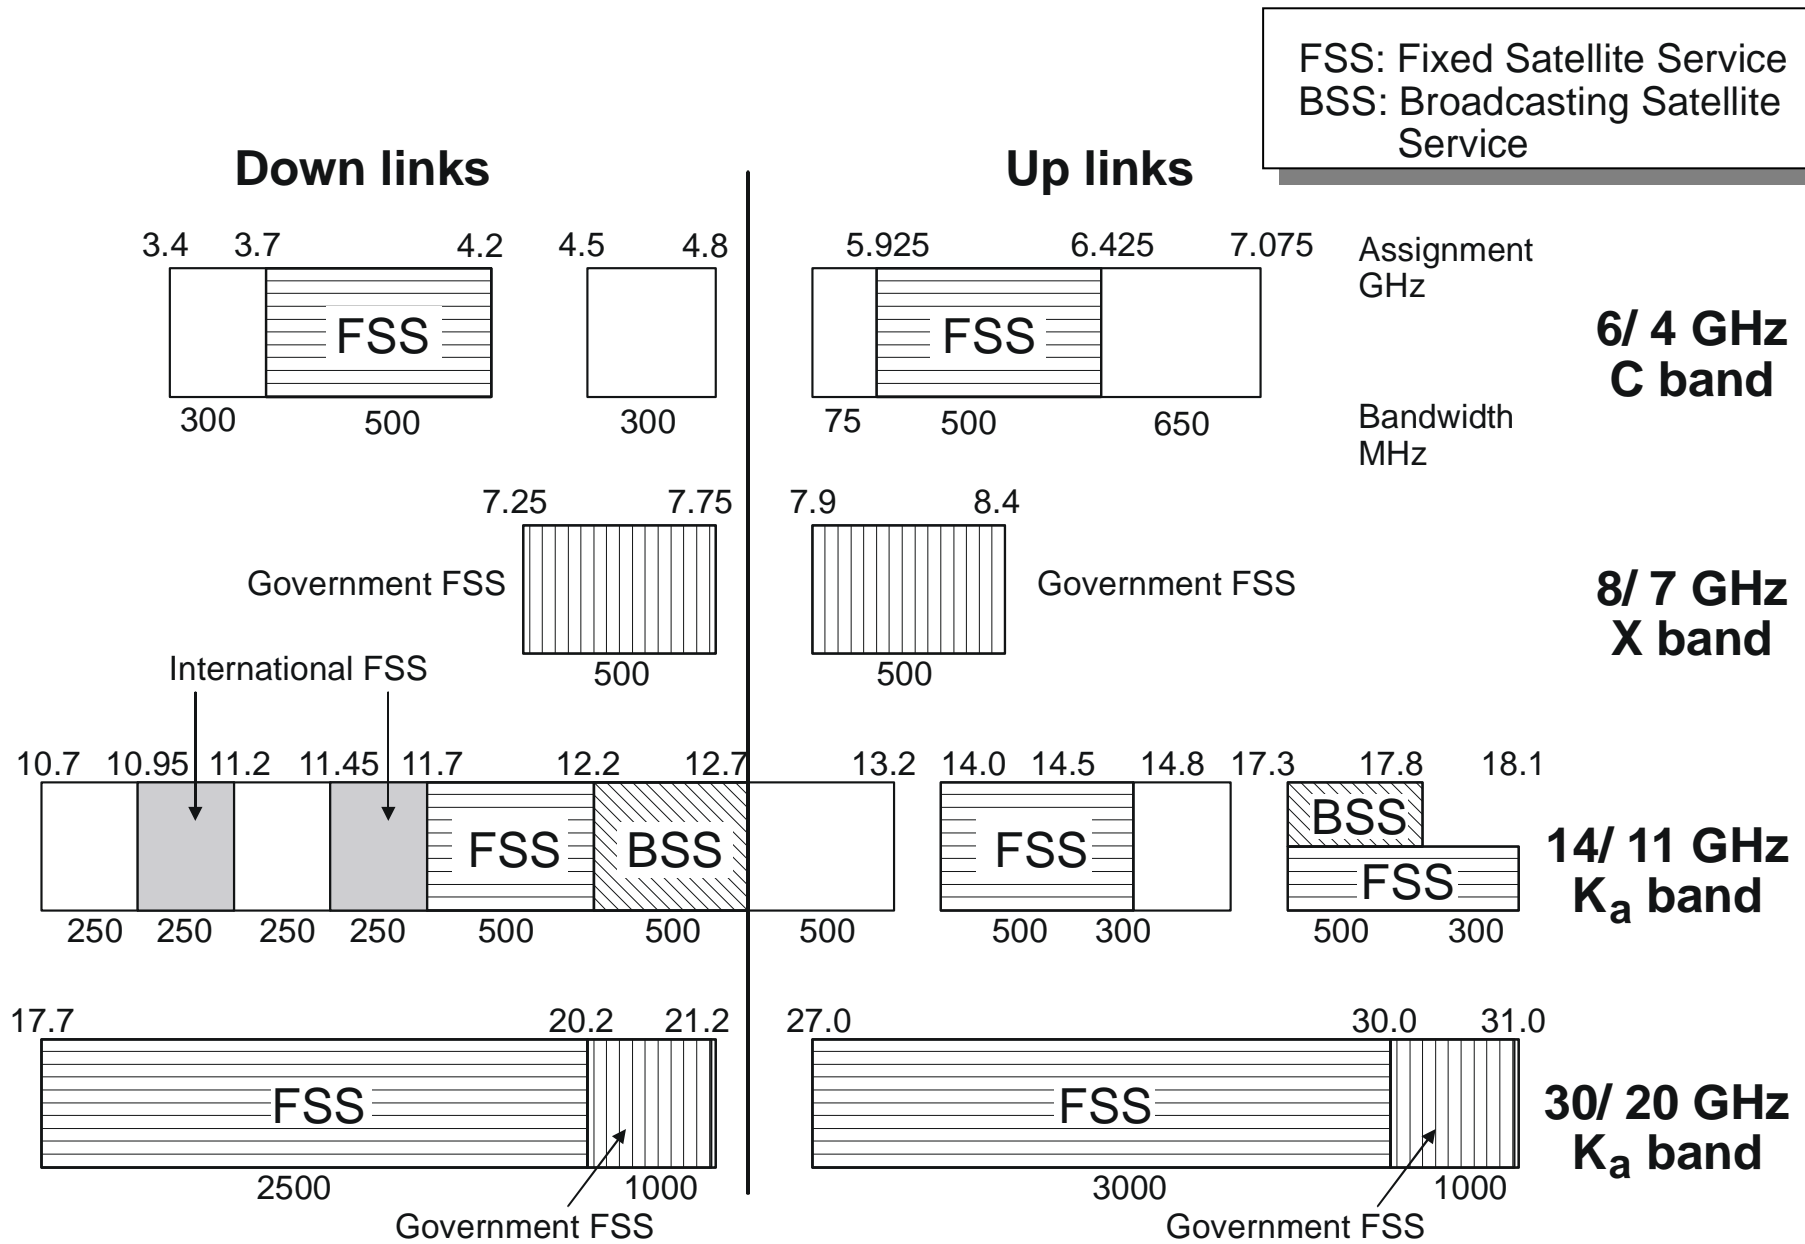 FSS: Fixed Satellite Service
BSS: Broadcasting Satellite
Service
Down links
Up links
3.4 3.7 4.2 4.5 4.8 5.925 6.425 7.075
Assignment
GHz
FSS FSS
6/ 4 GHz
C band
300 500 300 75 500 650
Bandwidth
MHz
7.25 7.75 7.9 8.4
Government FSS Government FSS
8/ 7 GHz
X band
500 500
International FSS
10.7 10.95 11.2 11.45 11.7 12.2 12.7 13.2 14.0 14.5 14.8 17.3 17.8 18.1
BSS
FSS BSS FSS
FSS
14/ 11 GHz
Ka band
250 250 250 250 500 500 500 500 300 500 300
17.7 20.2 21.2 27.0 30.0 31.0
FSS FSS
30/ 20 GHz
Ka band
2500 1000 3000 1000
Government FSS Government FSS